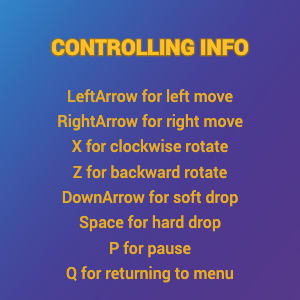 CONTROLLING INFO
LeftArrow for left move
RightArrow for right move
X for clockwise rotate
Z for backward rotate
DownArrow for soft drop
Space for hard drop
P for pause
Q for returning to menu